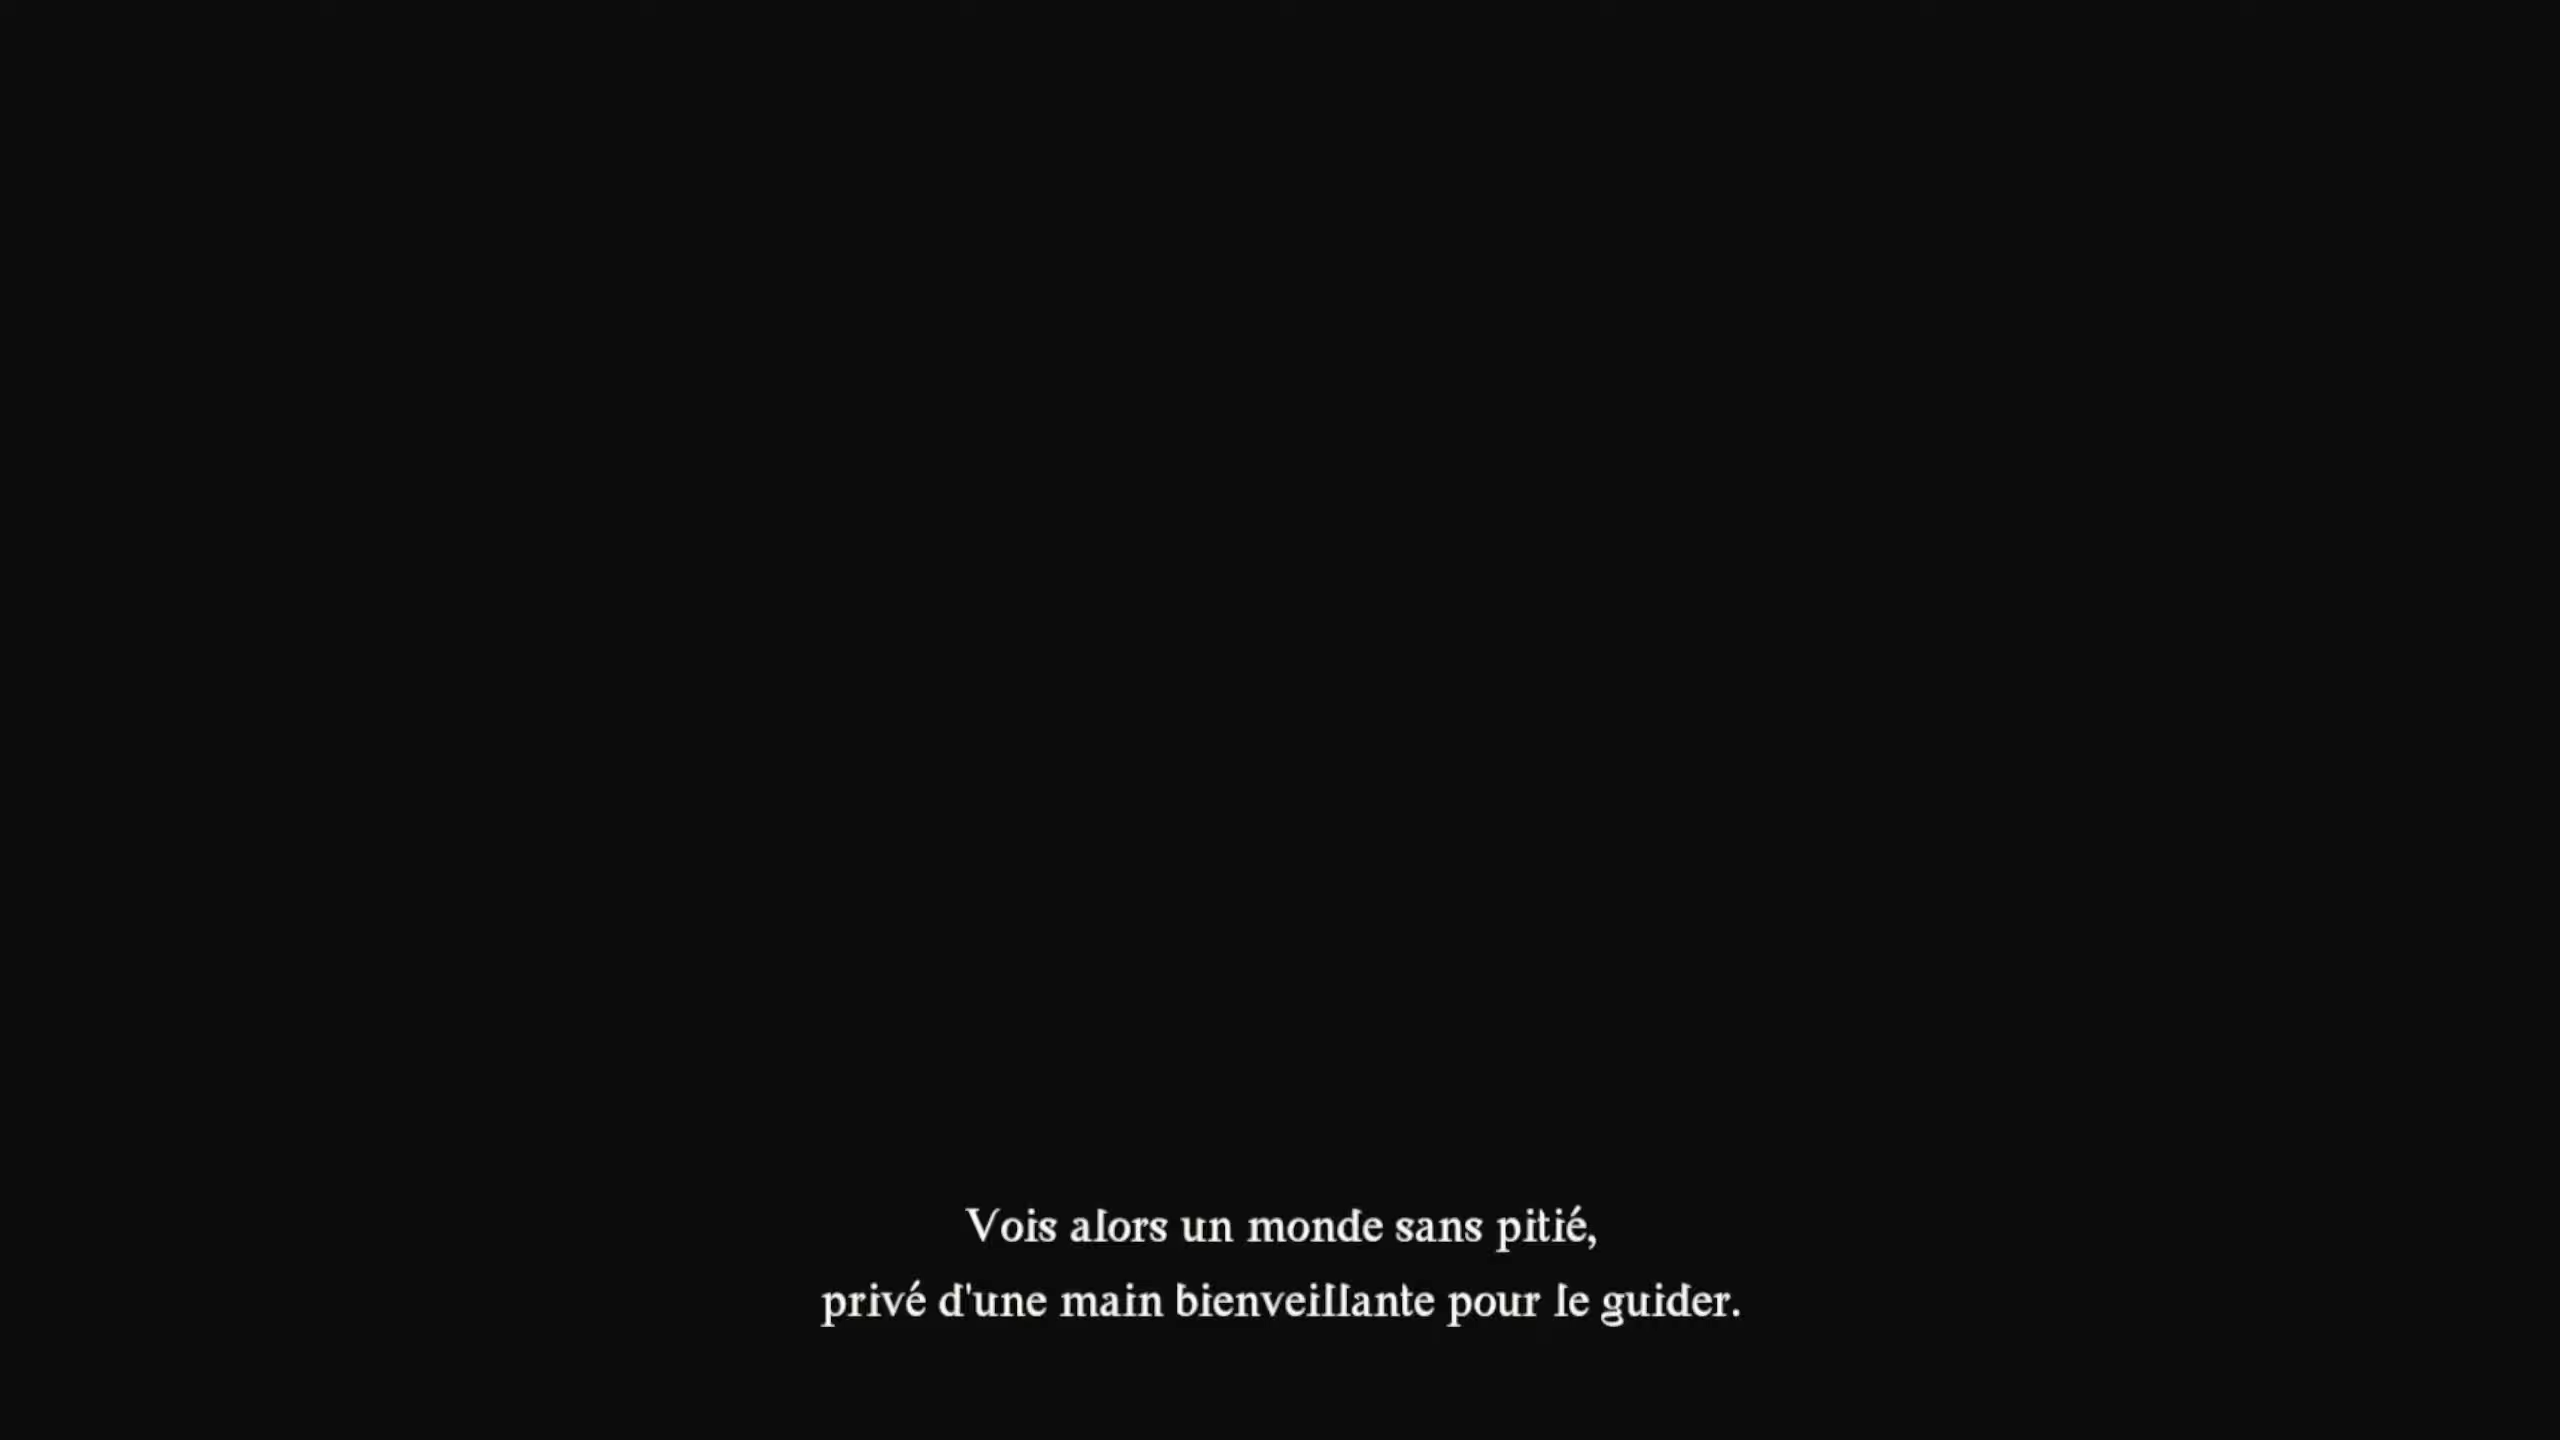 Vois alors un monde sans pitié,
privé d'une main bienveillante pour le guider.